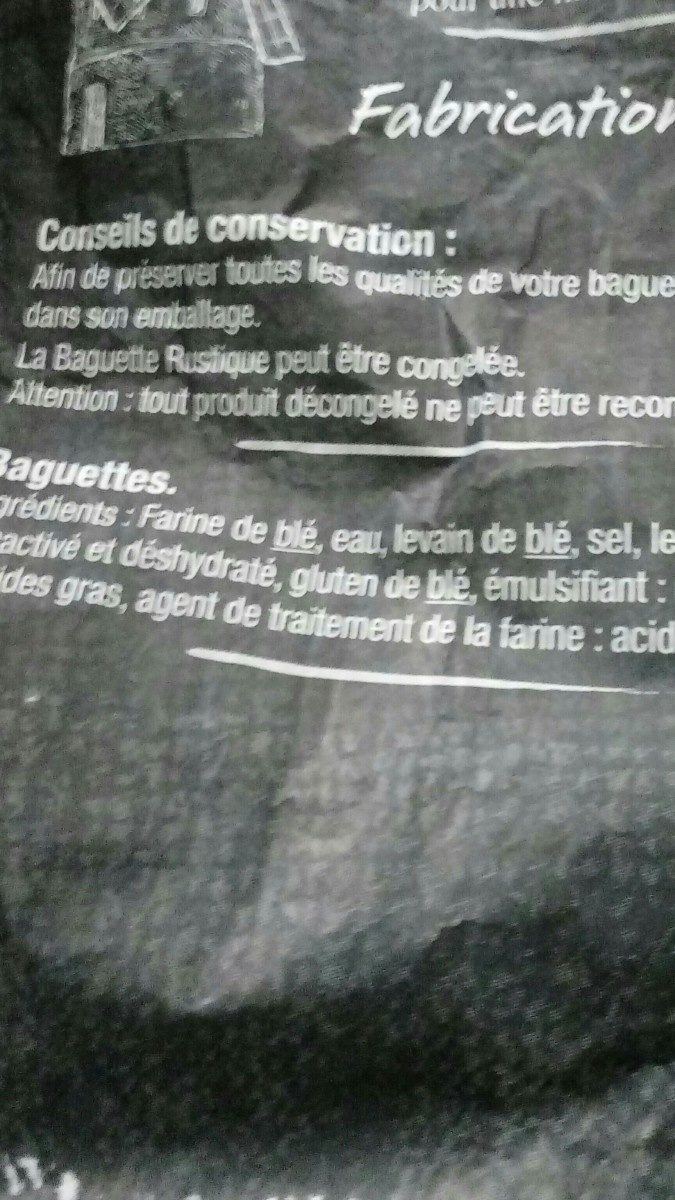 pour une
Fabrication
Conseils de conservation :
Afin de préserver toutes les qualités de votre bague
dans son emballage.
La Baguette Rustique peut être congelée.
Attention : tout produit décongelé ne peut être recon
Baguettes.
grédients : Farine de blé, eau, levain de blé, sel, le
activé et déshydraté, gluten de blé, émulsifiant :
ides gras, agent de traitement de la farine : acid